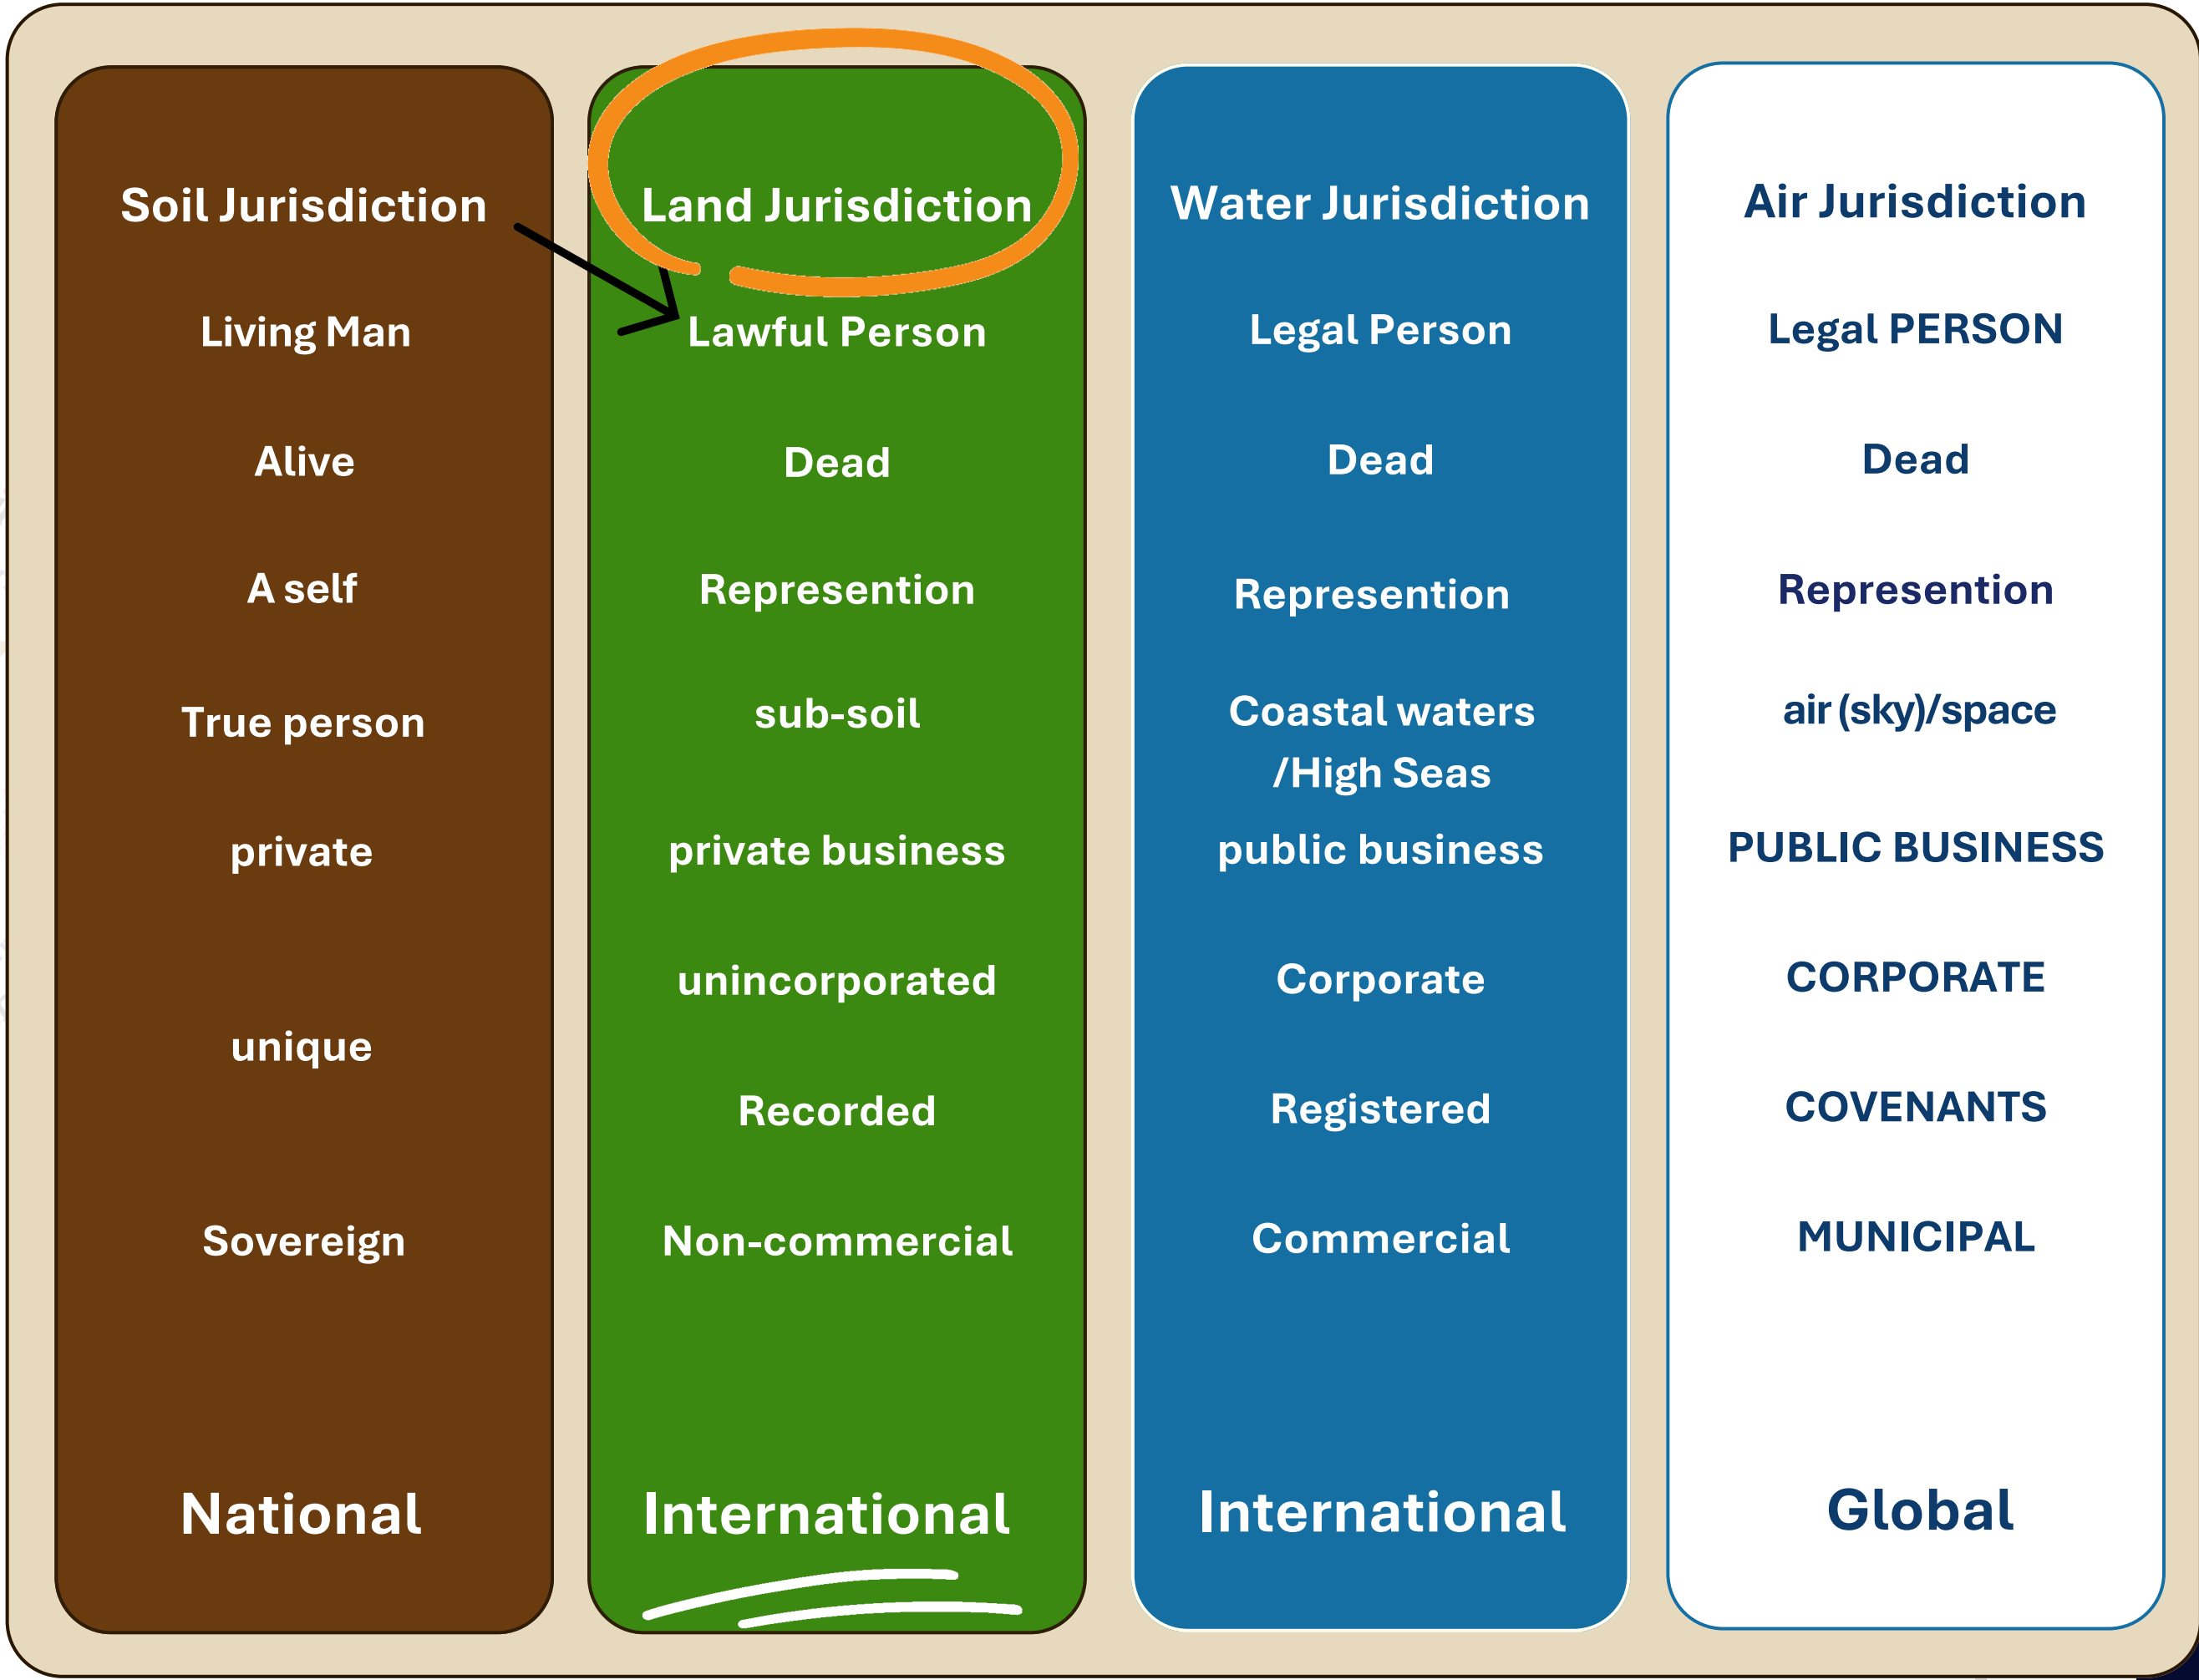 Soil Jurisdiction
Living Man
Alive
A self
True person
private
unique
Sovereign
National
Land Jurisdiction
Lawful Person
Dead
Represention
sub-soil
private business
unincorporated
Recorded
Non-commercial
International
Water Jurisdiction
Legal Person
Dead
Represention
Coastal waters
/High Seas
public business
Corporate
Registered
Commercial
International
Air Jurisdiction
Legal PERSON
Dead
Represention
air (sky)/space
PUBLIC BUSINESS
CORPORATE
COVENANTS
MUNICIPAL
Global